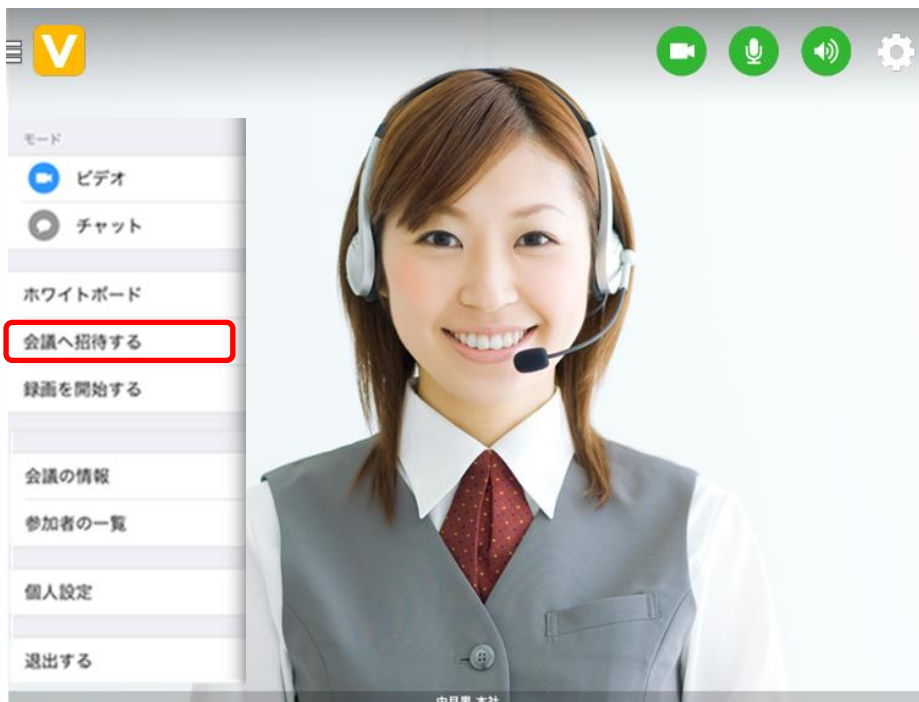 V
モード
ビデオ
チャット
ホワイトボード
会議へ招待する
録画を開始する
会議の情報
参加者の一覧
個人設定
退出する